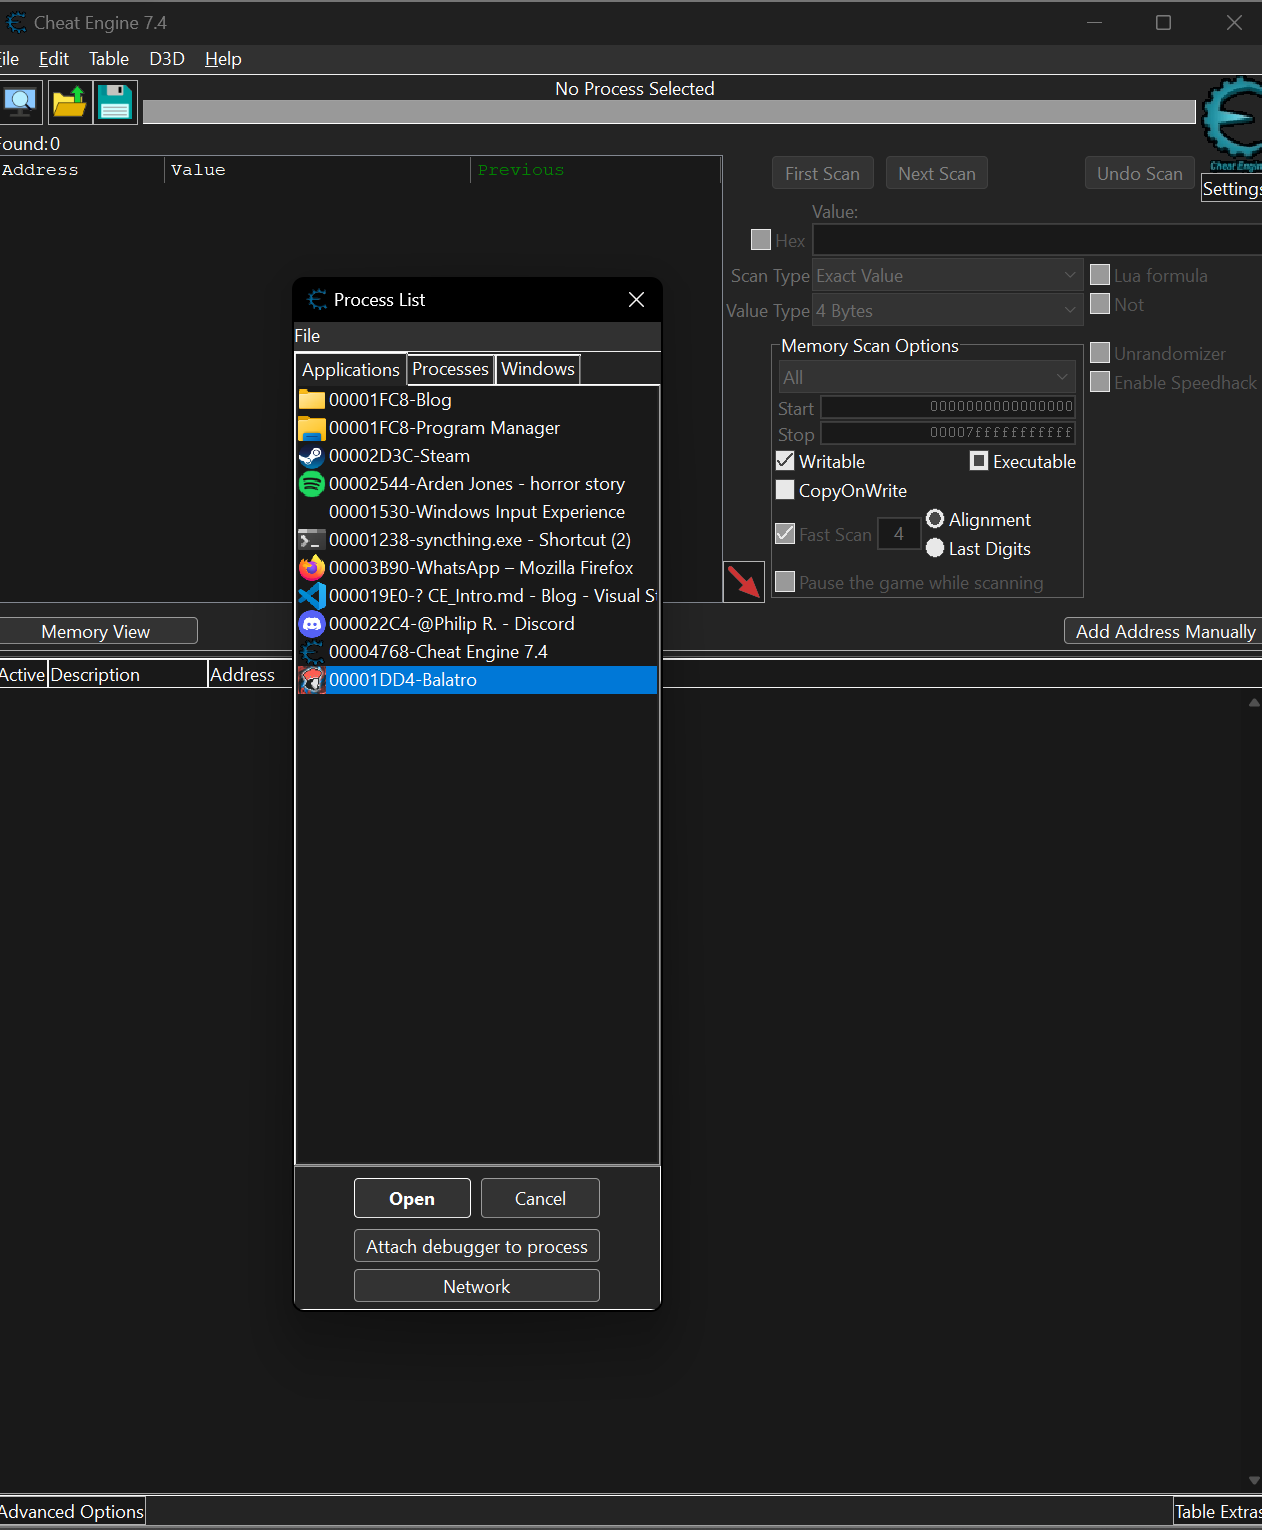 Cheat Engine 7.4
ile Edit Table D3D Help
No Process Selected
ound:0
Address Value Previous
First Scan Next Scan Undo Scan
Cheat Engin
Settings
Value:
Hex
Scan Type Exact Value
Lua formula
Value Type 4 Bytes
Not
Memory Scan Options
All
Unrandomizer
Enable Speedhack
Start 0000000000000000
Stop 00007fffffffffff
Writable Executable
CopyOnWrite
Fast Scan 4 Alignment
Last Digits
Pause the game while scanning
Memory View
Add Address Manually
Active Description Address
Process List
File
Applications Processes Windows
00001FC8-Blog
00001FC8-Program Manager
00002D3C-Steam
00002544-Arden Jones - horror story
00001530-Windows Input Experience
00001238-syncthing.exe - Shortcut (2)
00003B90-WhatsApp – Mozilla Firefox
000019E0-? CE_Intro.md - Blog - Visual S
000022C4-@Philip R. - Discord
00004768-Cheat Engine 7.4
00001DD4-Balatro
Open Cancel
Attach debugger to process
Network
Advanced Options
Table Extras